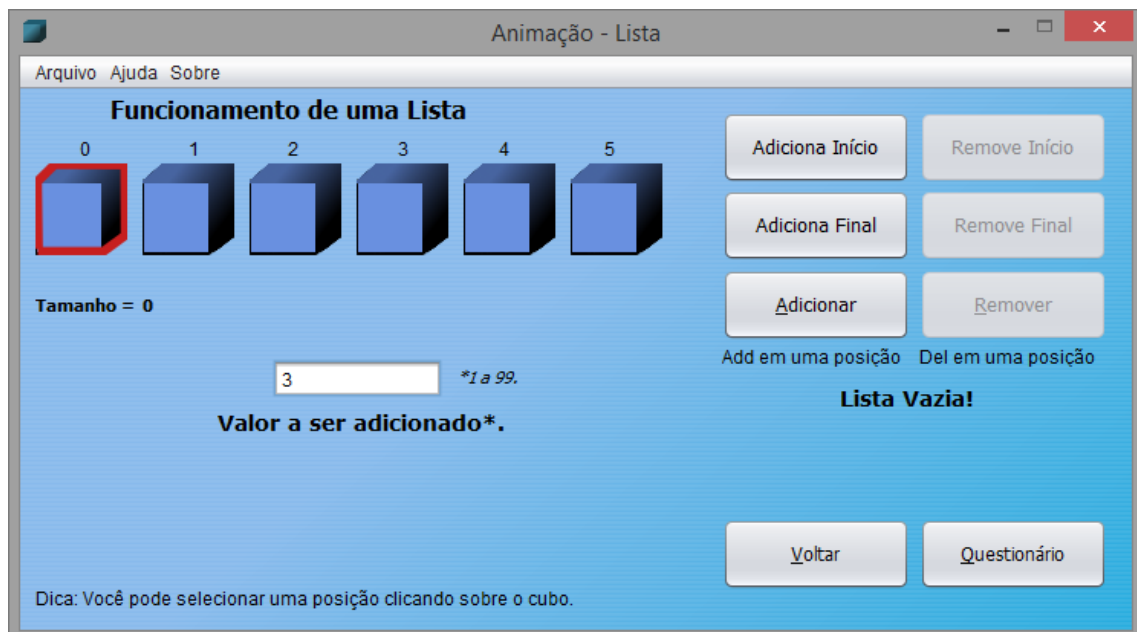 Animação - Lista
Arquivo Ajuda Sobre
Funcionamento de uma Lista
0 1 2 3 4 5
Tamanho = 0
3 *1 a 99.
Valor a ser adicionado*.
Adiciona Início Remove Início
Adiciona Final Remove Final
Adicionar Remover
Add em uma posição Del em uma posição
Lista Vazia!
Voltar Questionário
Dica: Você pode selecionar uma posição clicando sobre o cubo.